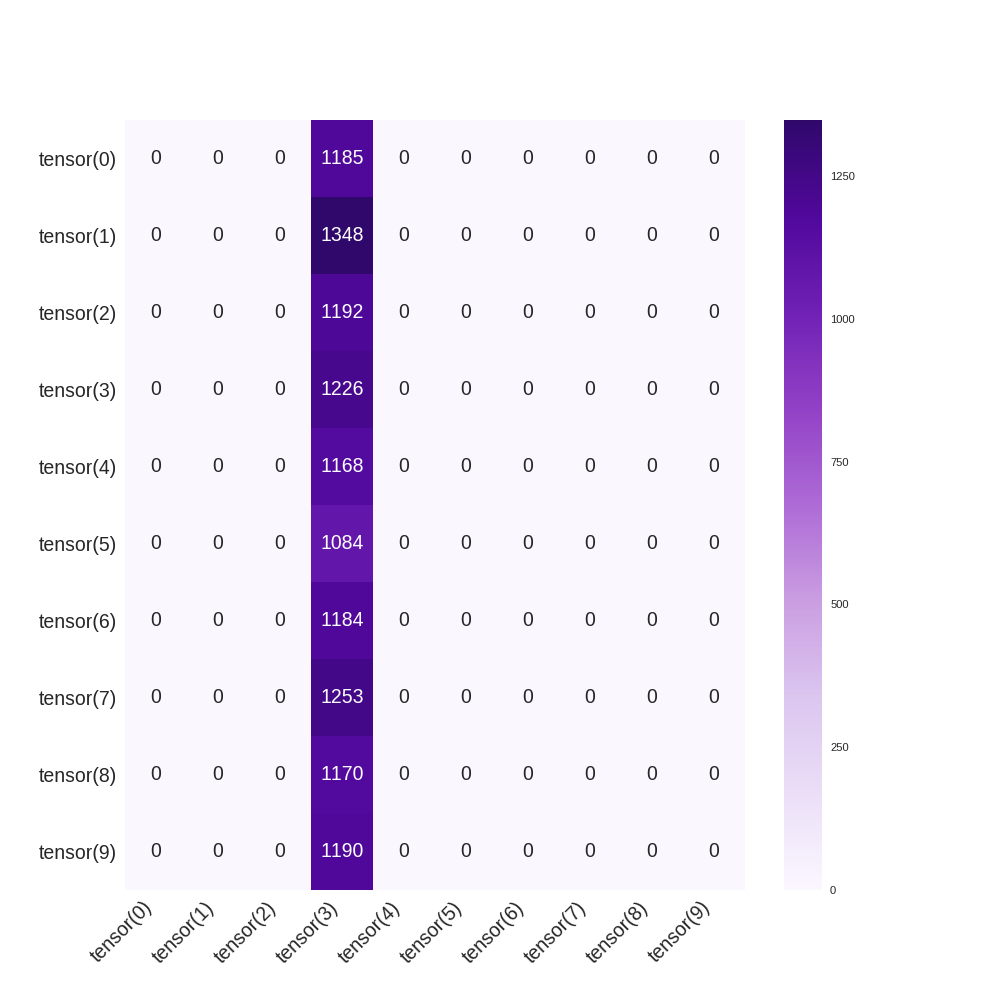 tensor(0) 0 0 0 1185 0 0 0 0 0 0
tensor(1) 0 0 0 1348 0 0 0 0 0 0
tensor(2) 0 0 0 1192 0 0 0 0 0 0
tensor(3) 0 0 0 1226 0 0 0 0 0 0
tensor(4) 0 0 0 1168 0 0 0 0 0 0
tensor(5) 0 0 0 1084 0 0 0 0 0 0
tensor(6) 0 0 0 1184 0 0 0 0 0 0
tensor(7) 0 0 0 1253 0 0 0 0 0 0
tensor(8) 0 0 0 1170 0 0 0 0 0 0
tensor(9) 0 0 0 1190 0 0 0 0 0 0
tensor(0) tensor(1) tensor(2) tensor(3) tensor(4) tensor(5) tensor(6) tensor(7) tensor(8) tensor(9)
1250
1000
750
500
250
0